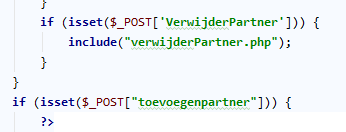 }
if (isset($_POST['VerwijderPartner'])) {
include("verwijderPartner.php");
}
}
if (isset($_POST["toevoegenpartner"])) {
?>